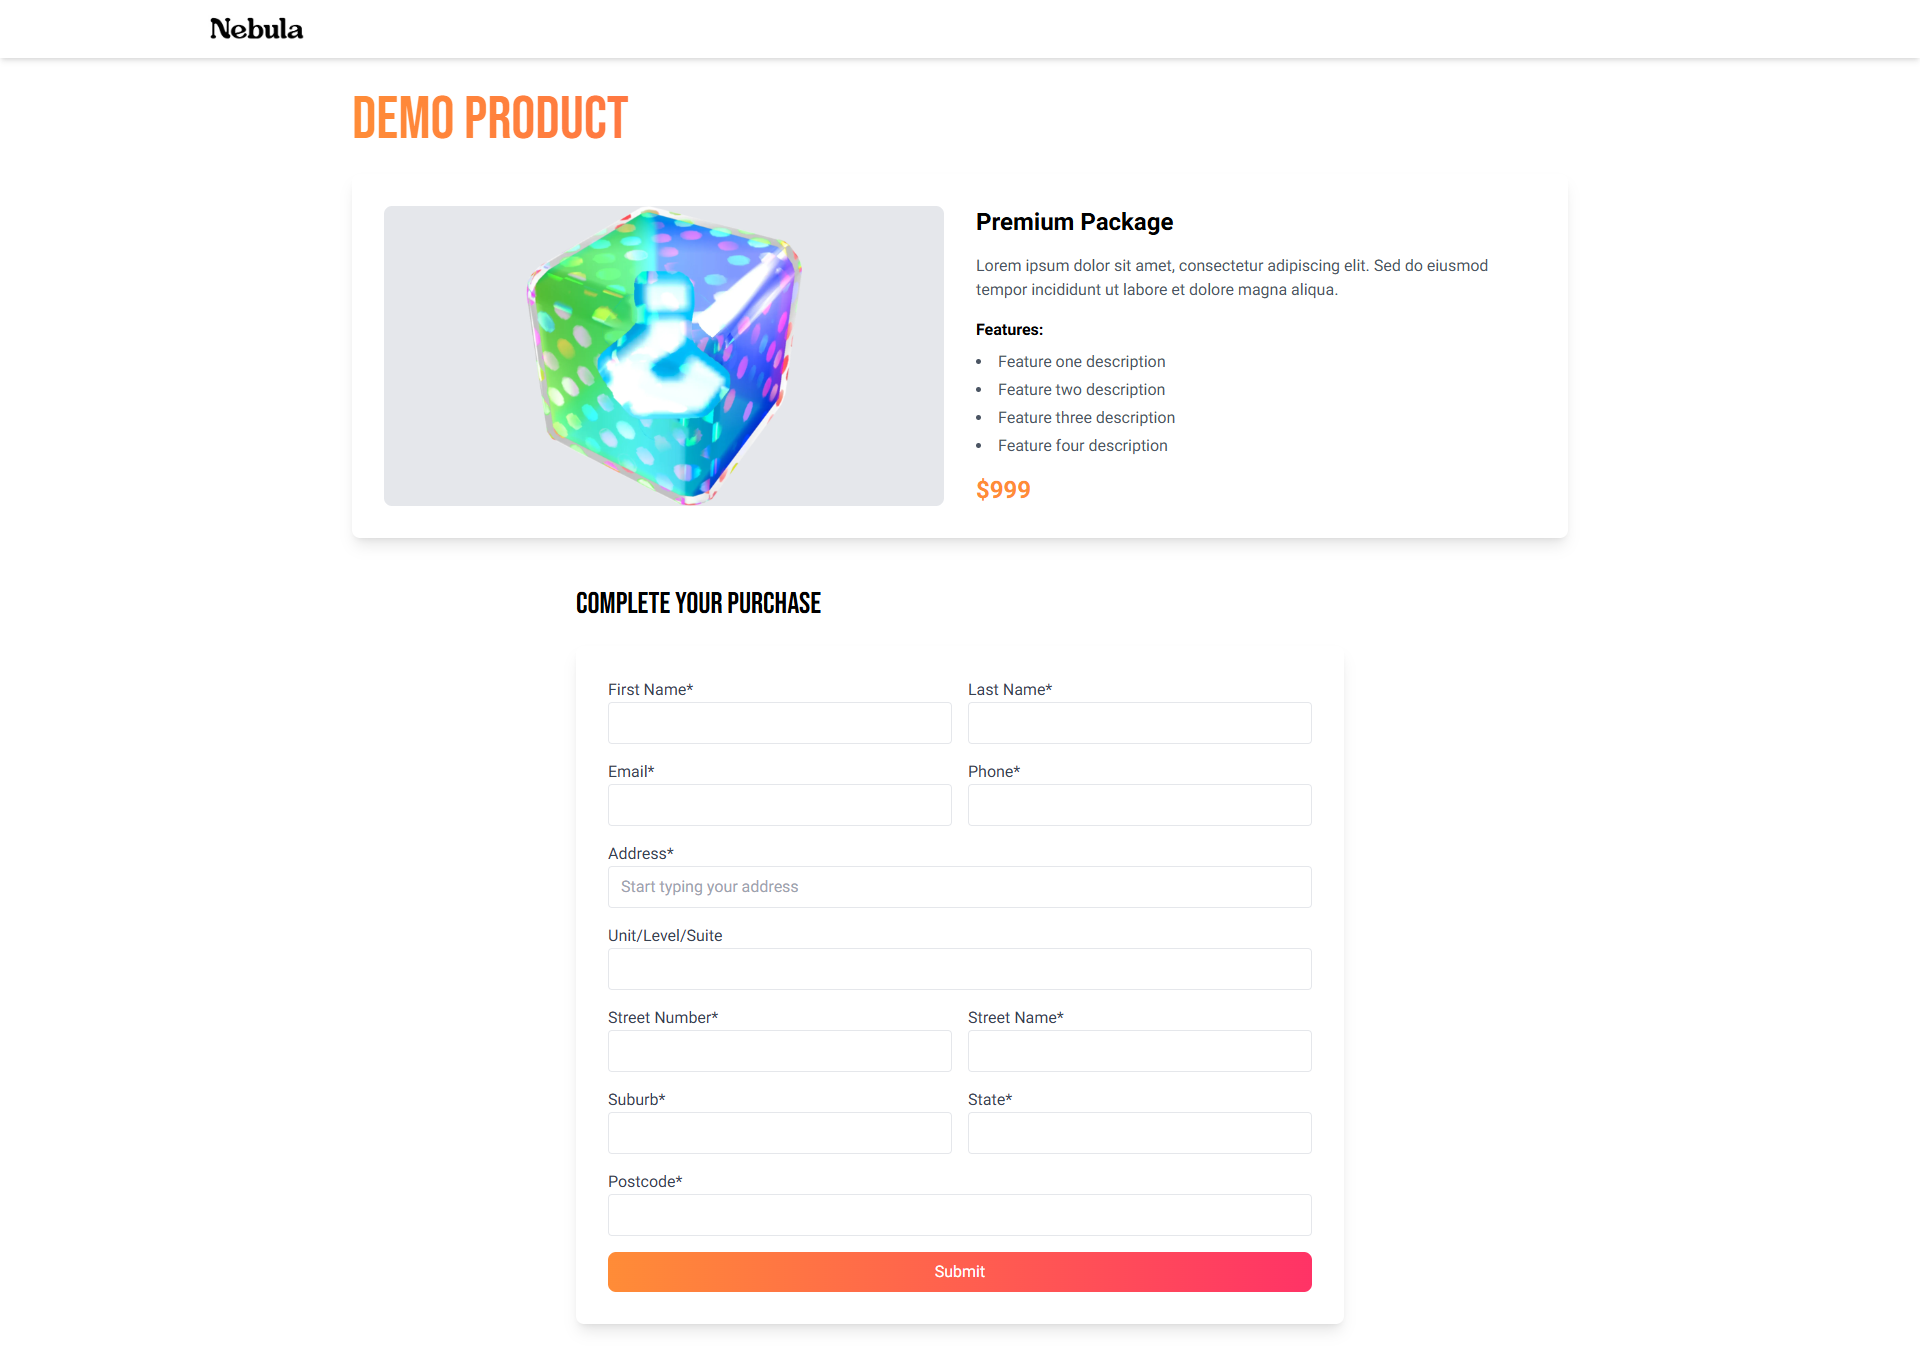 Nebula
DEMO PRODUCT
Premium Package
Lorem ipsum dolor sit amet, consectetur adipiscing elit. Sed do eiusmod
tempor incididunt ut labore et dolore magna aliqua.
Features:
• Feature one description
• Feature two description
• Feature three description
• Feature four description
$999
COMPLETE YOUR PURCHASE
First Name*
Last Name*
Email*
Phone*
Address*
Start typing your address
Unit/Level/Suite
Street Number*
Street Name*
Suburb*
State*
Postcode*
Submit